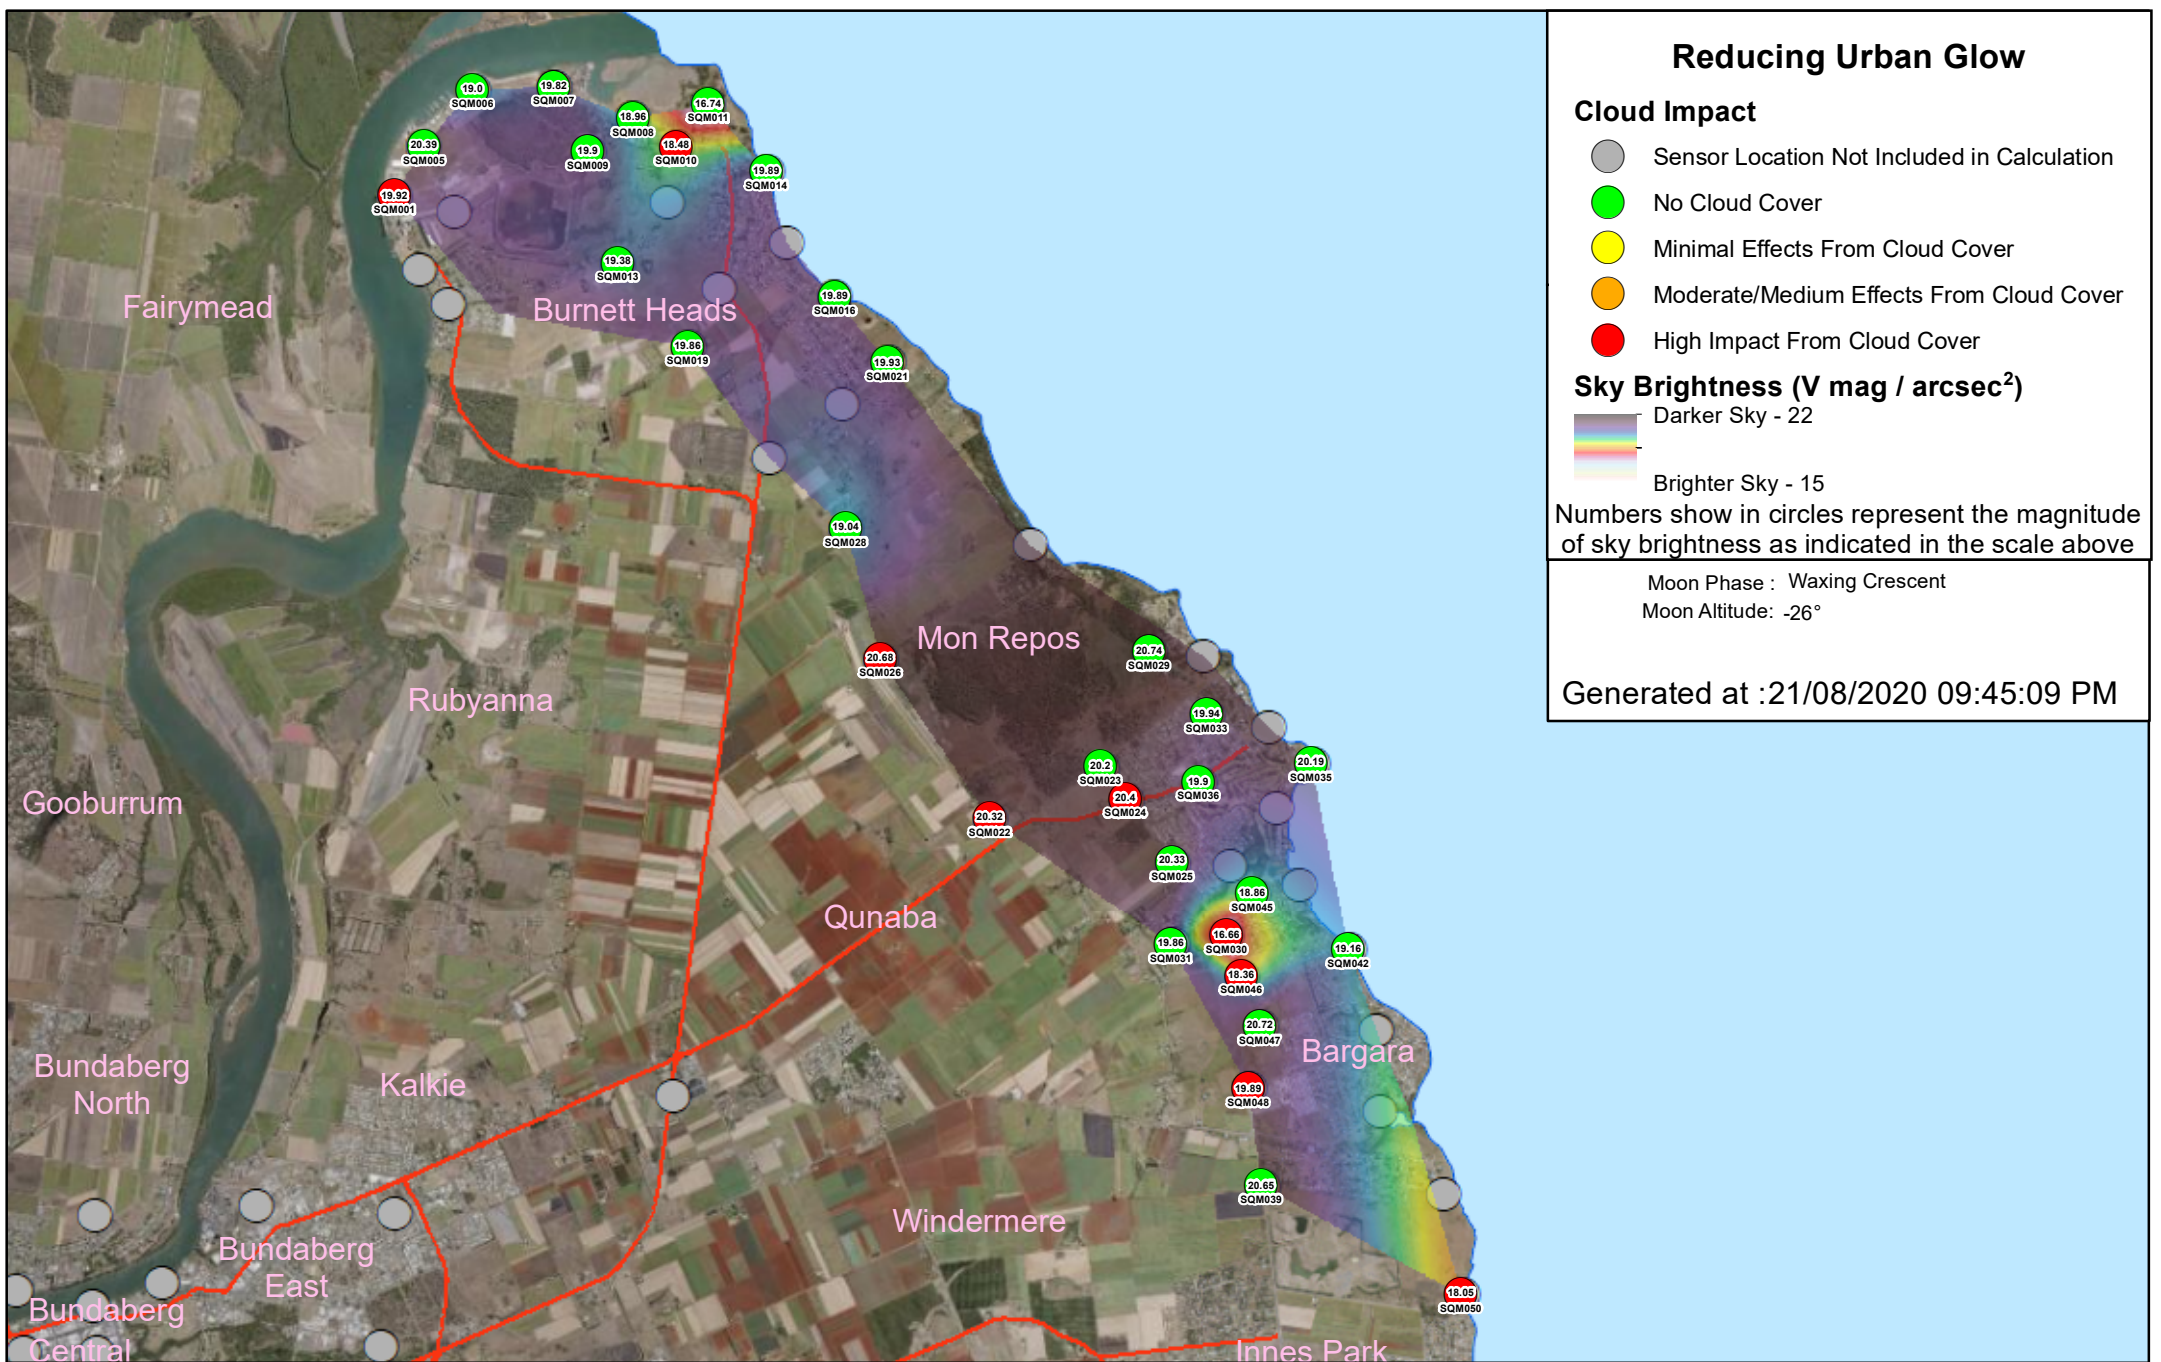 Reducing Urban Glow
Cloud Impact
Sensor Location Not Included in Calculation
No Cloud Cover
Minimal Effects From Cloud Cover
Moderate/Medium Effects From Cloud Cover
High Impact From Cloud Cover
Sky Brightness (V mag / arcsec²)
Darker Sky - 22
Brighter Sky - 15
Numbers show in circles represent the magnitude
of sky brightness as indicated in the scale above
Moon Phase : Waxing Crescent
Moon Altitude: -26°
Generated at :21/08/2020 09:45:09 PM
19.0
SQM006
19.82
SQM007
18.96
SQM008
16.74
SQM011
20.39
SQM005
19.9
SQM009
18.48
SQM010
19.89
SQM014
19.92
SQM001
19.38
SQM013
19.89
SQM016
Fairymead
Burnett Heads
19.86
SQM019
19.93
SQM021
19.04
SQM028
Mon Repos
20.68
SQM026
20.74
SQM029
Rubyanna
19.94
SQM033
20.2
SQM023
20.19
SQM035
19.9
SQM036
20.4
SQM024
20.32
SQM022
Gooburrum
20.33
SQM025
18.86
SQM045
Qunaba
16.66
SQM030
19.86
SQM031
19.16
SQM042
18.36
SQM046
20.72
SQM047
Bargara
Bundaberg
North
Kalkie
19.89
SQM048
20.65
SQM039
Windermere
Bundaberg
East
18.05
SQM050
Bundaberg
Central
Innes Park